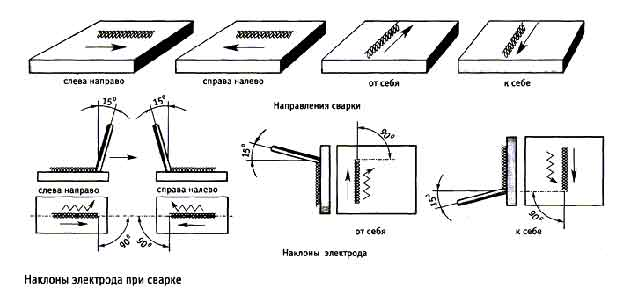 слева направо
справа налево
от себя
к себе
Направления сварки
15°
15°
слева направо
справа налево
90°
50°
15°
90°
от себя
15°
90°
к себе
Наклоны электрода
Наклоны электрода при сварке